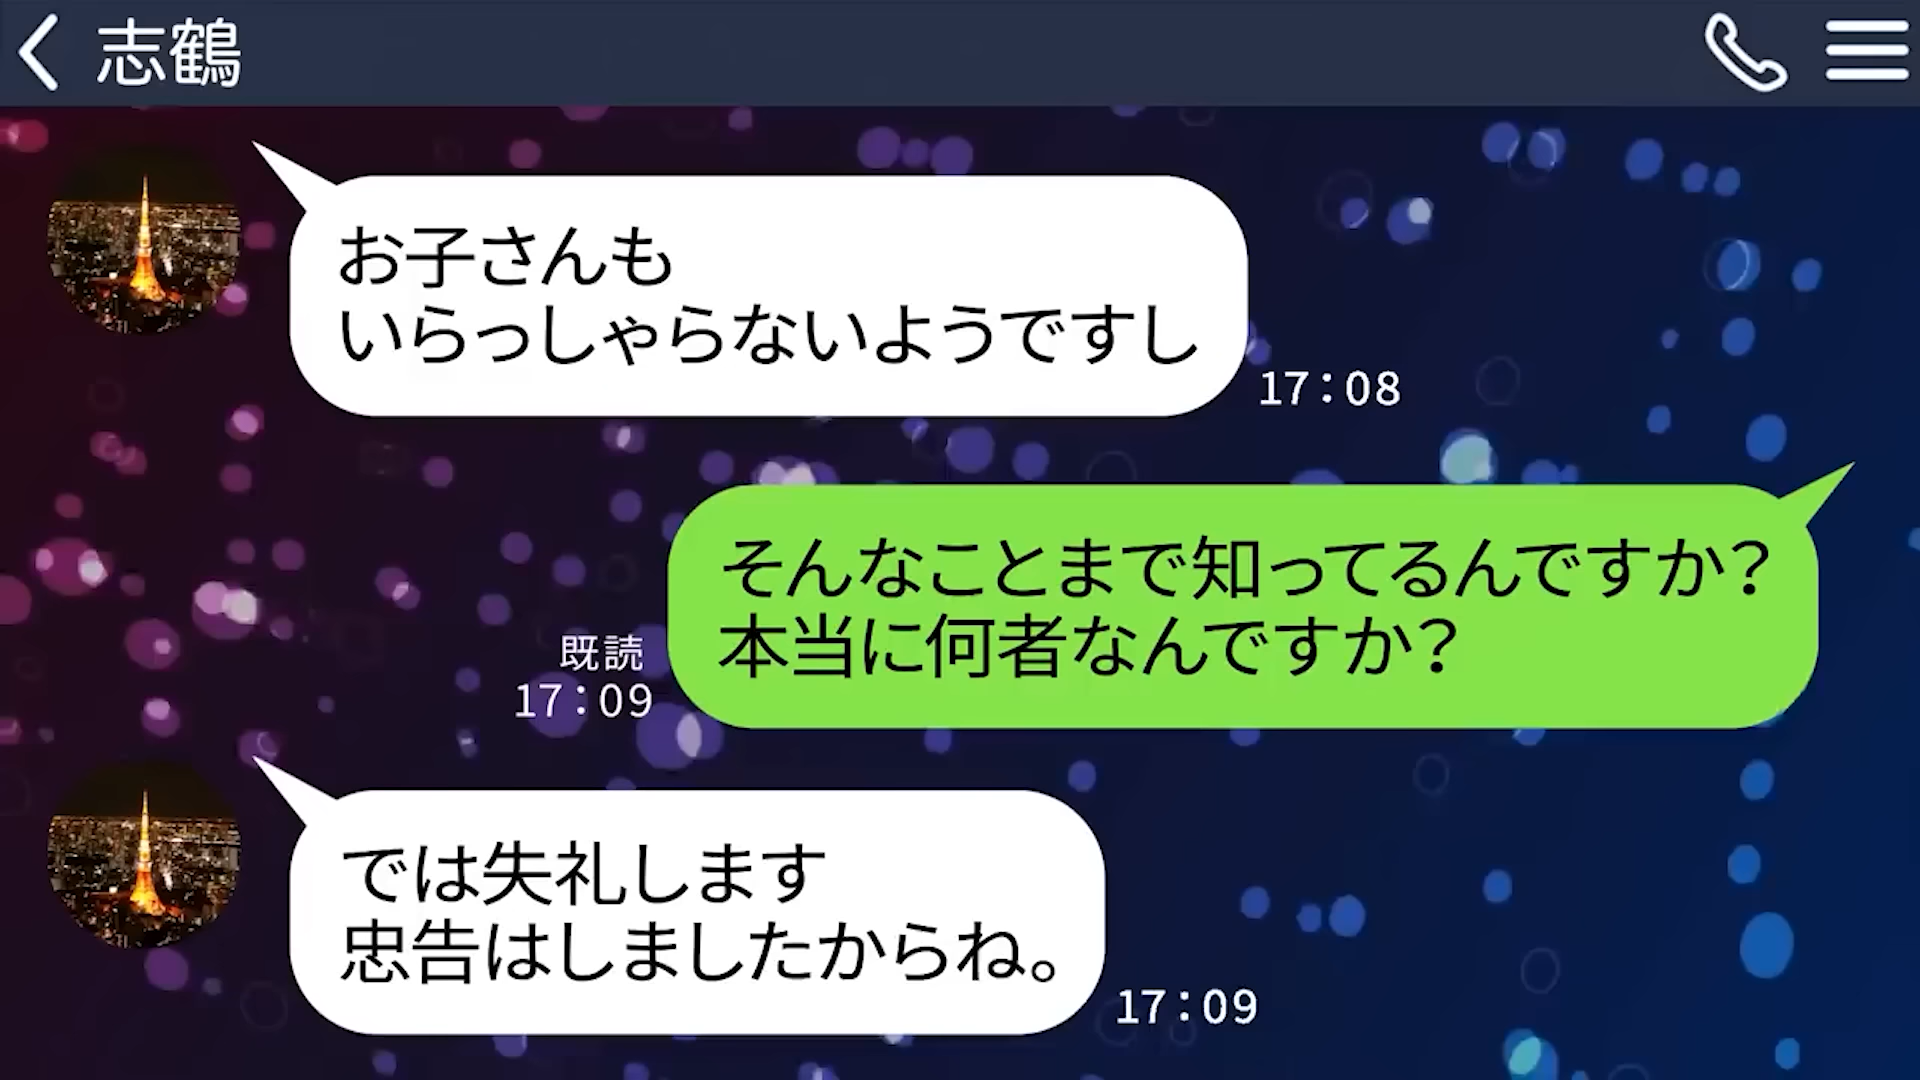 志鶴
お子さんも
いらっしゃらないようですし
17:08
そんなことまで知ってるんですか?
本当に何者なんですか?
既読
17:09
では失礼します
忠告はしましたからね。
17:09